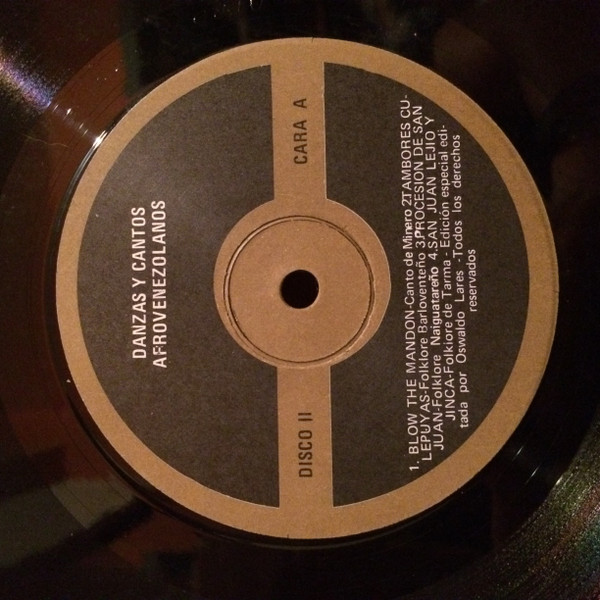 DANZAS Y CANTOS
AFROVENEZOLANOS
DISCO II
CARA A
1. BLOW THE MANDON-Canto de Minero 2TAMBORES CU-
LEPUYAS-Folklore Barloventeño 3.PROCESION DE SAN
JUAN-Folklore Naiguatareño 4.SAN JUAN LEJIO Y
JINCA-Folklore de Tarma - Edición especial edi-
tada por Oswaldo Lares -Todos los derechos
reservados